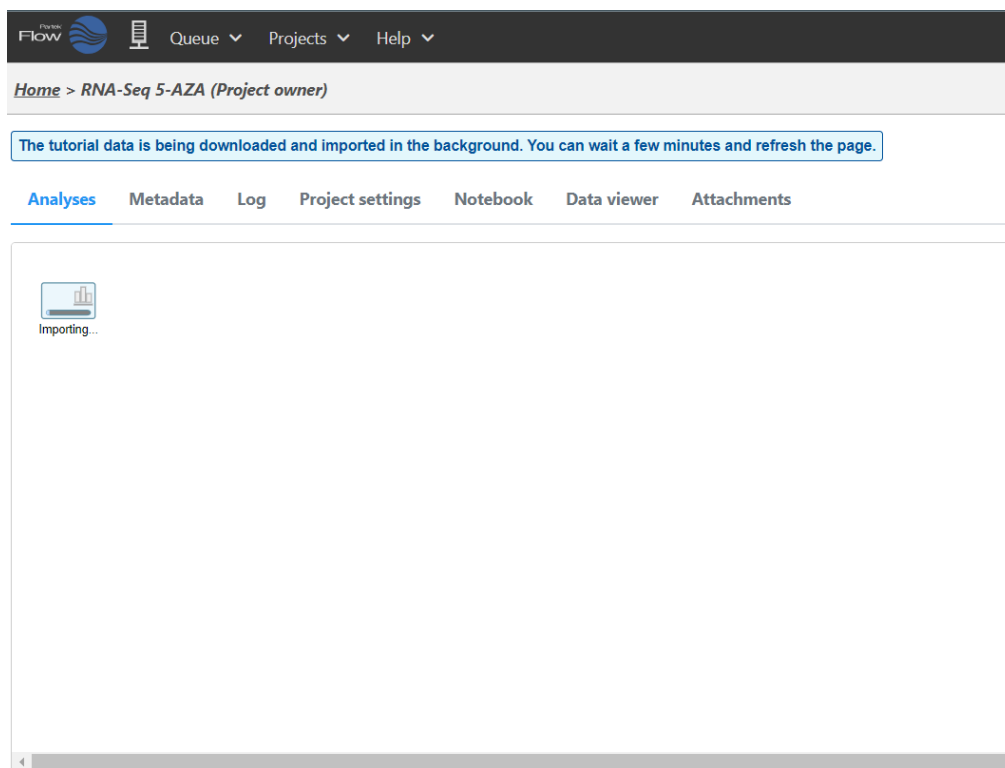 Partek
Flow Queue Projects Help
Home > RNA-Seq 5-AZA (Project owner)
The tutorial data is being downloaded and imported in the background. You can wait a few minutes and refresh the page.
Analyses Metadata Log Project settings Notebook Data viewer Attachments
Importing...